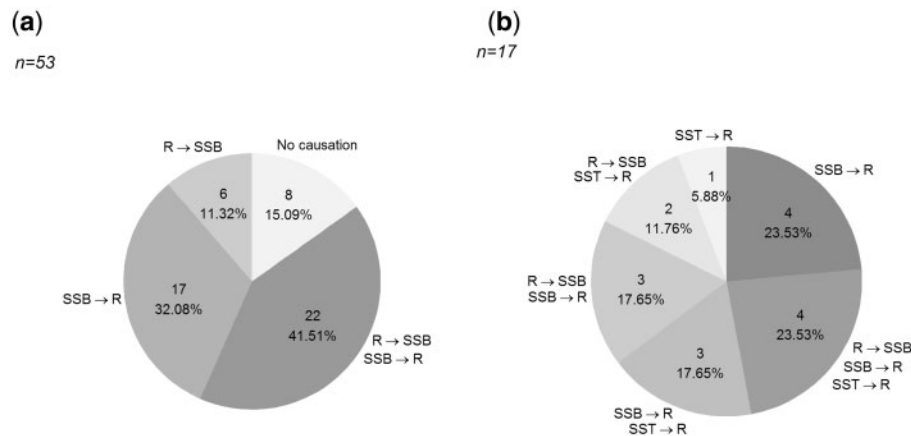 (a)
n=53
R → SSB
No causation
6
11.32%
8
15.09%
SSB → R
17
32.08%
22
41.51%
R → SSB
SSB → R
(b)
n=17
SST → R
R → SSB
SST → R
SSB → R
1
5.88%
2
11.76%
4
23.53%
R → SSB
SSB → R
3
17.65%
4
23.53%
3
17.65%
R → SSB
SSB → R
SST → R
SSB → R
SST → R